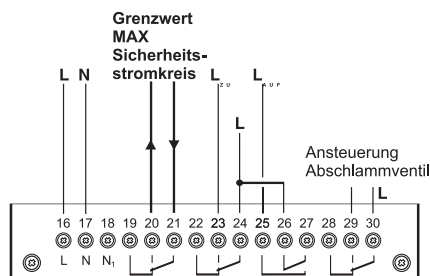 Grenzwert
MAX
Sicherheits-
stromkreis
L N
L ZU
L AUF
L
Ansteuerung
Abschlammventil
L
16 17 18 19 20 21 22 23 24 25 26 27 28 29 30
L N N1